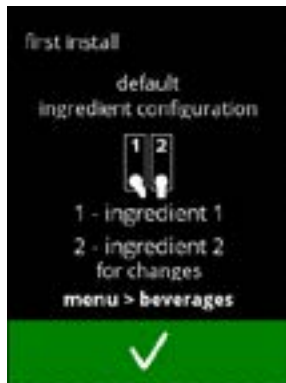 first install
default
ingredient configuration
1 2
1 - ingredient 1
2 - ingredient 2
for changes
menu > beverages